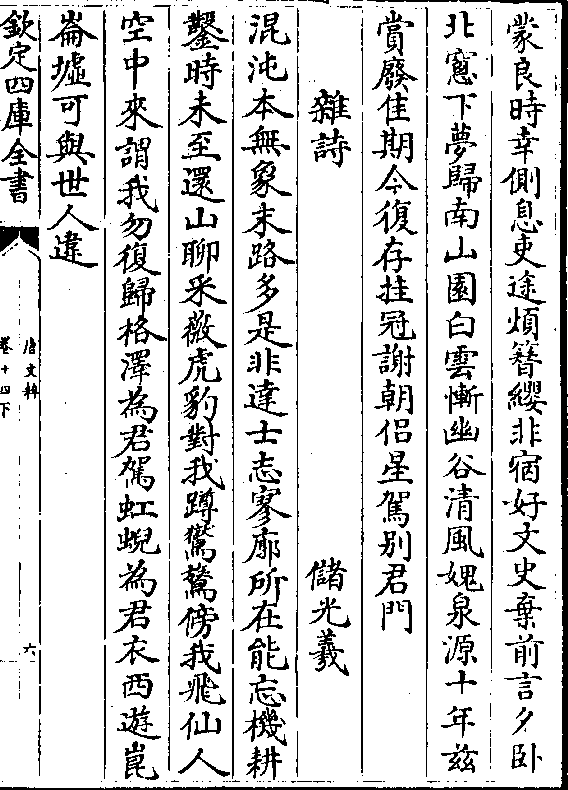 蒙良時幸側息吏途煩簪纓非宿好文史棄前言夕卧
北窻下夢歸南山園白雲慚幽谷清風媿泉源十年兹
賞廢佳期今復存挂冠謝朝侣星駕别君門
雜詩　儲光羲
混沌本無象末路多是非達士志寥廓所在能忘機耕
鑿時未至還山聊采薇虎豹對我蹲鸑鷟傍我飛仙人
空中來謂我勿復歸格澤為君駕虹蜺為君衣西遊崑
崙墟可與世人違
欽定四庫全書
唐文粹
卷十四下
六